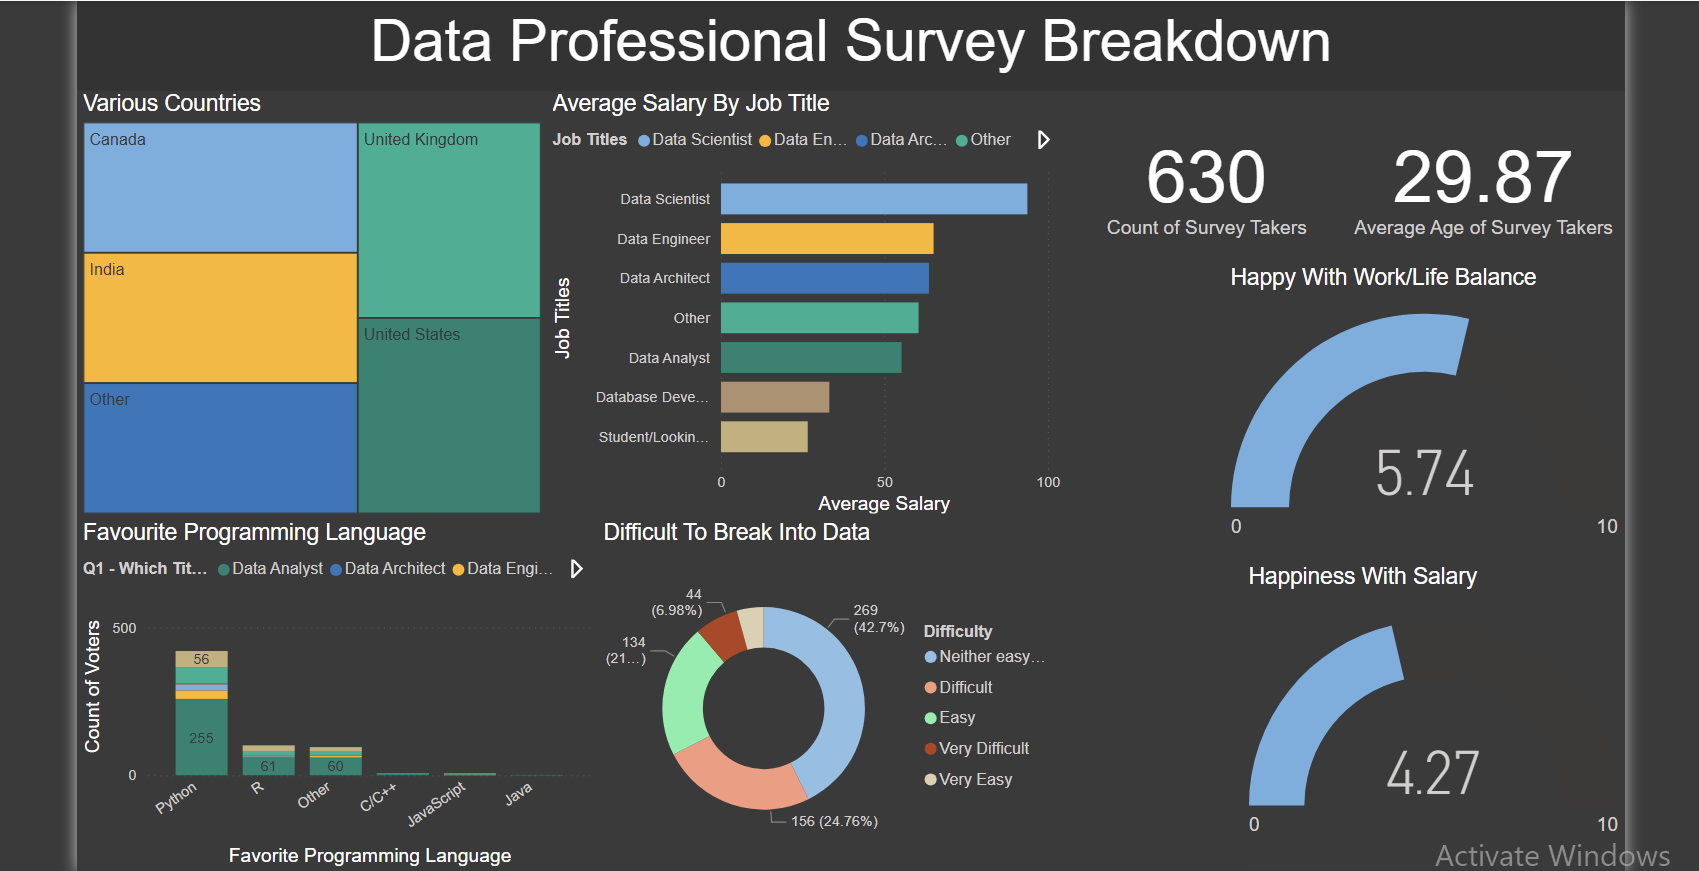 Data Professional Survey Breakdown
Various Countries
Canada
United Kingdom
India
United States
Other
Average Salary By Job Title
Job Titles Data Scientist Data En... Data Arc... Other
Job Titles
Data Scientist
Data Engineer
Data Architect
Other
Data Analyst
Database Deve...
Student/Lookin...
0 50 100
Average Salary
630
Count of Survey Takers
29.87
Average Age of Survey Takers
Happy With Work/Life Balance
5.74
0 10
Favourite Programming Language
Q1 - Which Tit... Data Analyst Data Architect Data Engi...
Count of Voters
500
0
56
255
61
60
Python R Other C/C++ JavaScript Java
Favorite Programming Language
Difficult To Break Into Data
44
(6.98%)
269
(42.7%)
134
(21...)
156 (24.76%)
Difficulty
Neither easy...
Difficult
Easy
Very Difficult
Very Easy
Happiness With Salary
4.27
0 10
Activate Windows